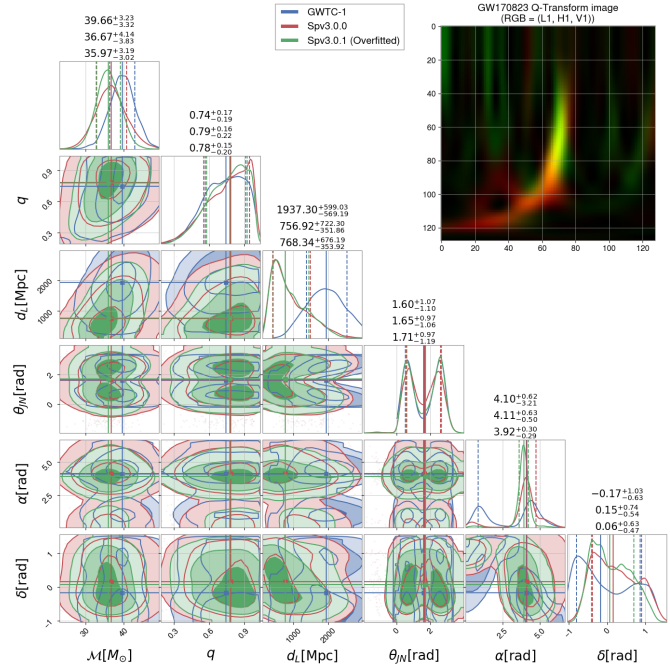 GWTC-1
Spv3.0.0
Spv3.0.1 (Overfitted)
GW170823 Q-Transform image
(RGB = (L1, H1, V1))
0
20
40
60
80
100
120
0 20 40 60 80 100 120
39.66+3.23−3.32
36.67+4.14−3.83
35.97+3.19−3.02
0.74+0.17−0.19
0.79+0.16−0.22
0.78+0.15−0.20
1937.30+599.03−569.19
756.92+722.30−351.86
768.34+676.19−353.92
1.60+1.07−1.10
1.65+0.97−1.06
1.71+0.97−1.19
4.10+0.62−3.21
4.11+0.63−0.50
3.92+0.30−0.29
−0.17+1.03−0.63
0.15+0.74−0.54
0.06+0.63−0.47
q
0.9
0.6
0.3
dL[Mpc]
2000
1000
θJN[rad]
2
0
α[rad]
5.0
2.5
δ[rad]
1
0
-1
30 40
0.3 0.6 0.9
1000 2000
0 2
2.5 5.0
-1 0 1
ℳ[M⊙]
q
dL[Mpc]
θJN[rad]
α[rad]
δ[rad]